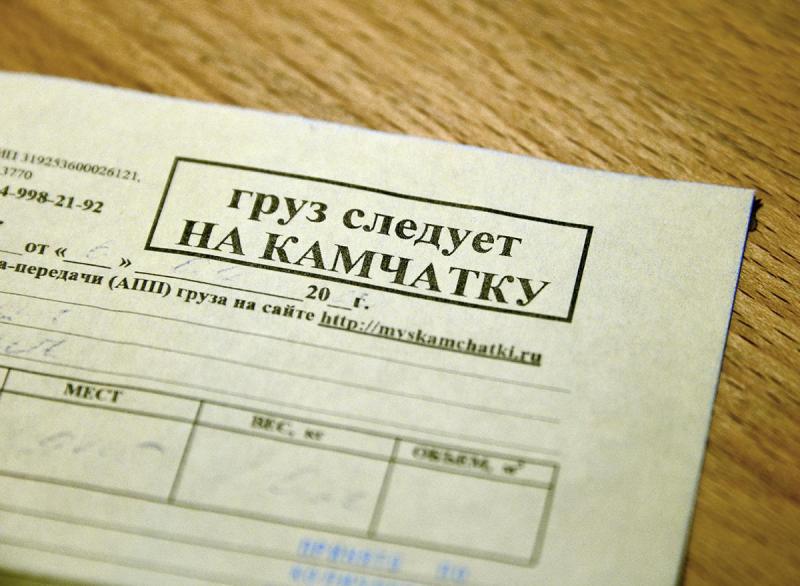 ИП 319253600026121,
3770
4-998-21-92
груз следует
НА КАМЧАТКУ
от « » 20 г.
а-передачи (АПП) груза на сайте http://mvskamchatki.ru
МЕСТ
ВЕС, кг
ОБЪЕМ, м³